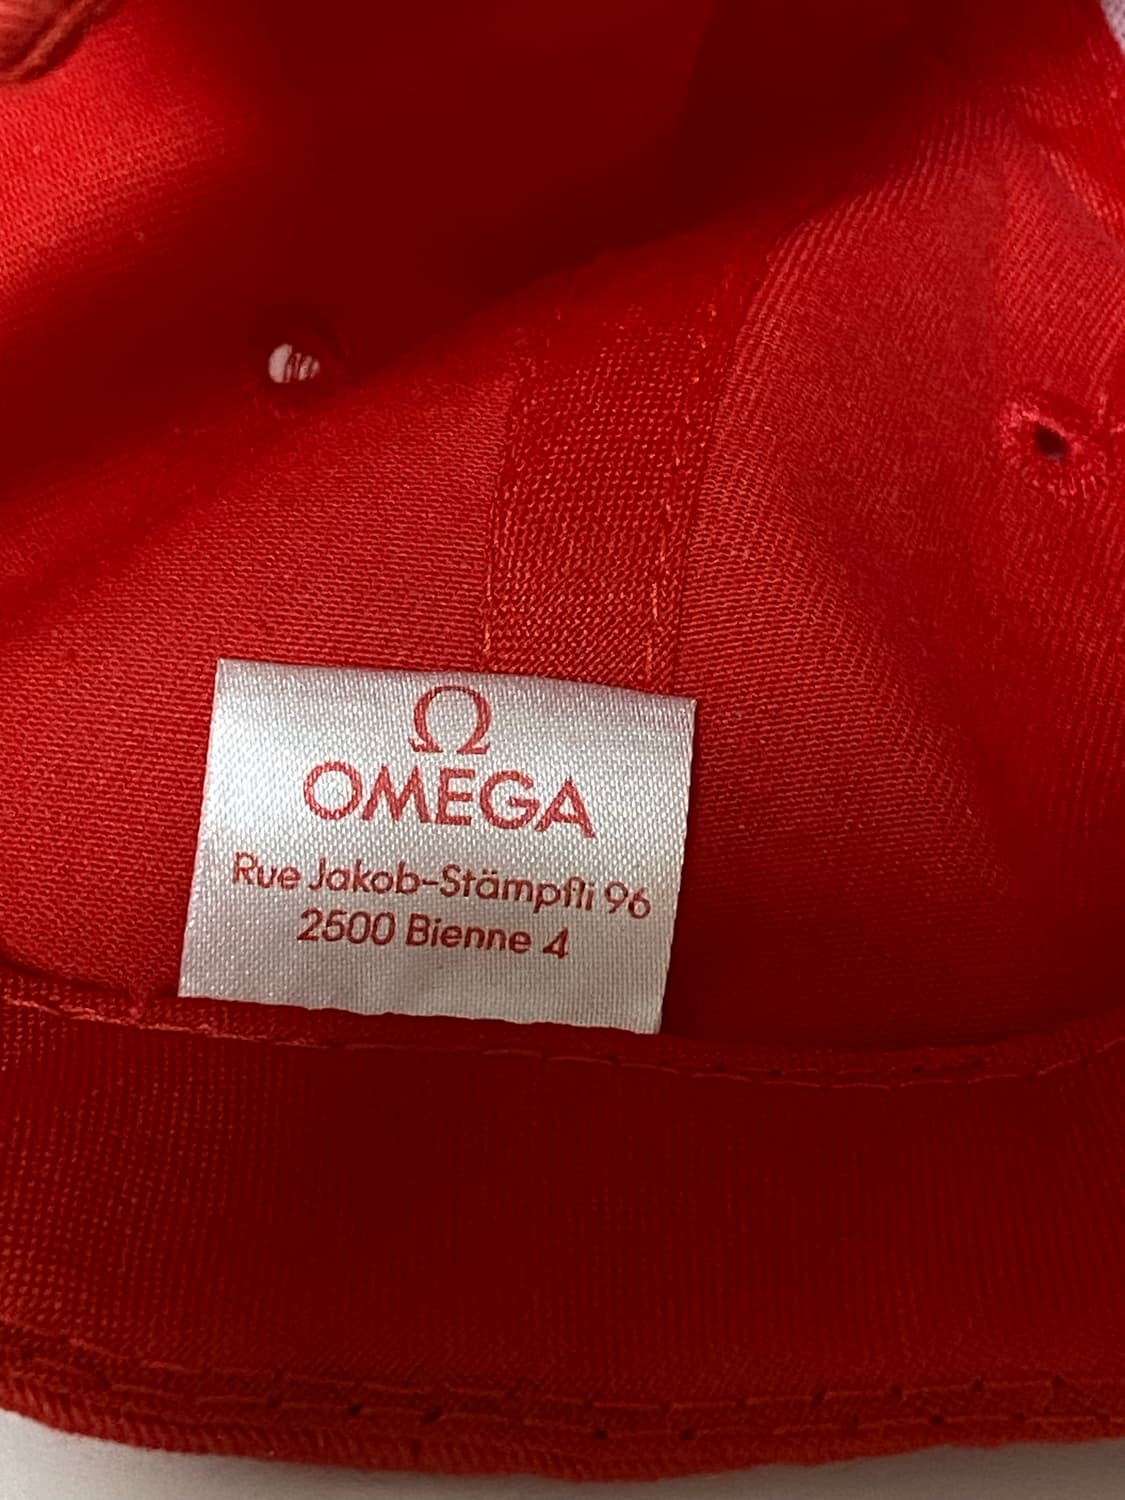 Ω
OMEGA
Rue Jakob-Stämpfli 96
2500 Bienne 4